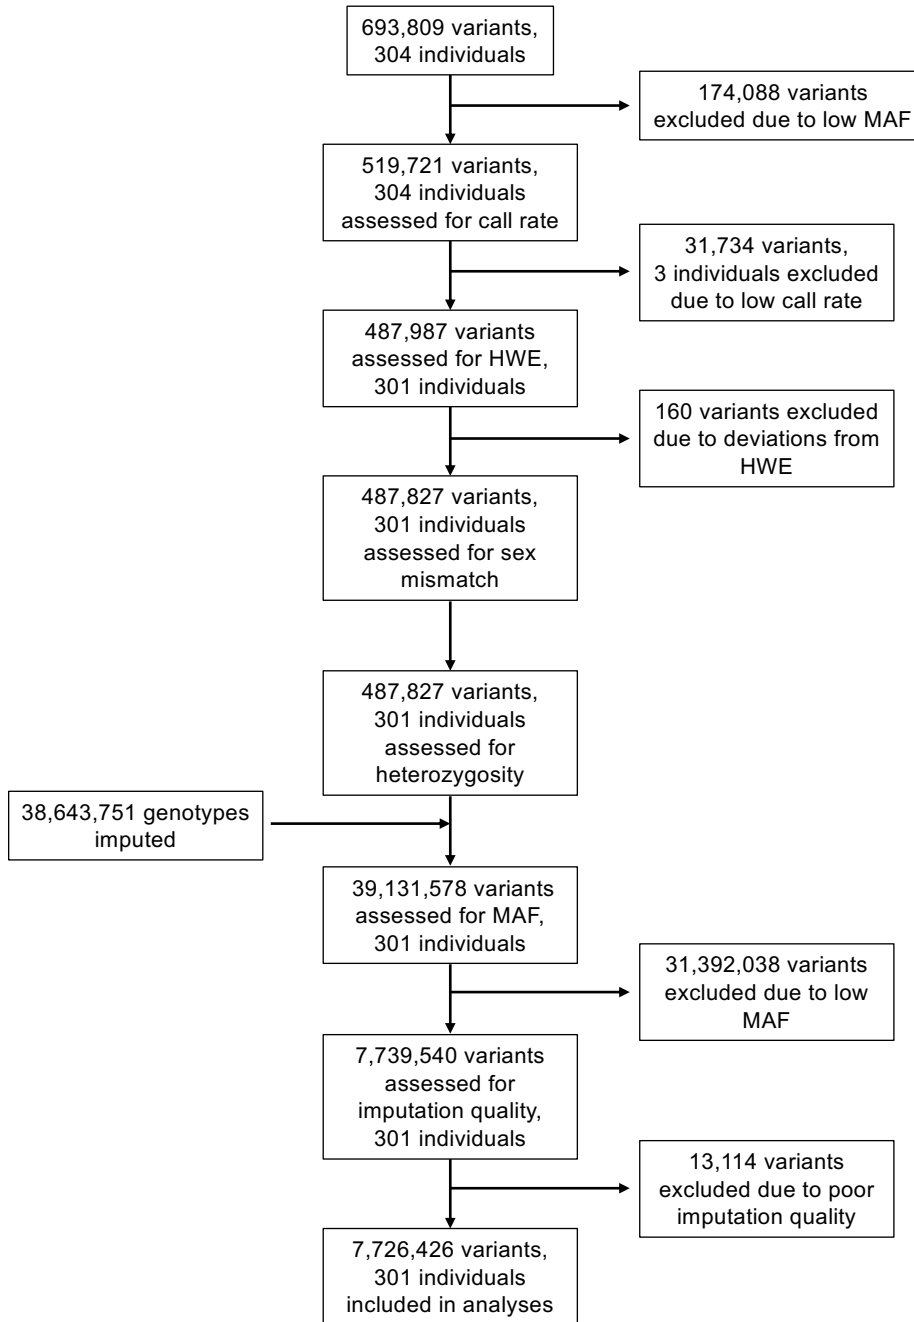 693,809 variants,
304 individuals
174,088 variants
excluded due to low MAF
519,721 variants,
304 individuals
assessed for call rate
31,734 variants,
3 individuals excluded
due to low call rate
487,987 variants
assessed for HWE,
301 individuals
160 variants excluded
due to deviations from
HWE
487,827 variants,
301 individuals
assessed for sex
mismatch
487,827 variants,
301 individuals
assessed for
heterozygosity
38,643,751 genotypes
imputed
39,131,578 variants
assessed for MAF,
301 individuals
31,392,038 variants
excluded due to low
MAF
7,739,540 variants
assessed for
imputation quality,
301 individuals
13,114 variants
excluded due to poor
imputation quality
7,726,426 variants,
301 individuals
included in analyses